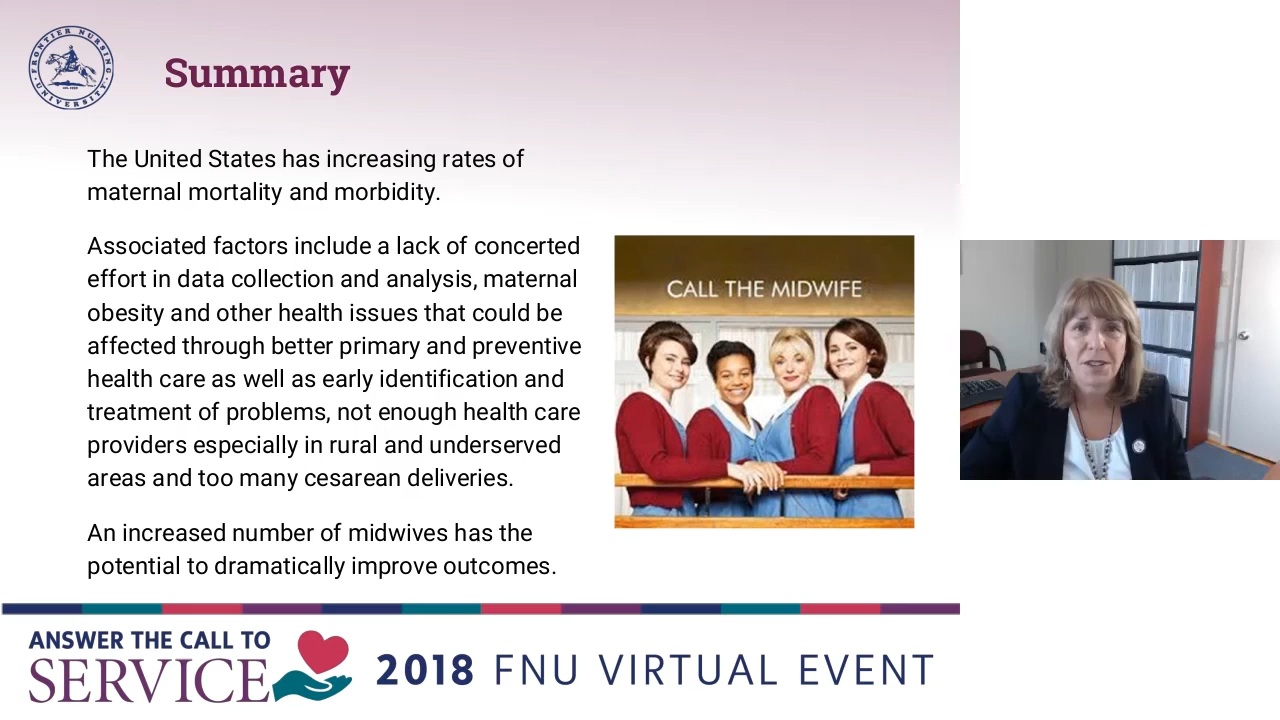 FRONTIER NURSING
UNIVERSITY
Summary
The United States has increasing rates of
maternal mortality and morbidity.
Associated factors include a lack of concerted
effort in data collection and analysis, maternal
obesity and other health issues that could be
affected through better primary and preventive
health care as well as early identification and
treatment of problems, not enough health care
providers especially in rural and underserved
areas and too many cesarean deliveries.
An increased number of midwives has the
potential to dramatically improve outcomes.
CALL THE MIDWIFE
ANSWER THE CALL TO
SERVICE
2018 FNU VIRTUAL EVENT